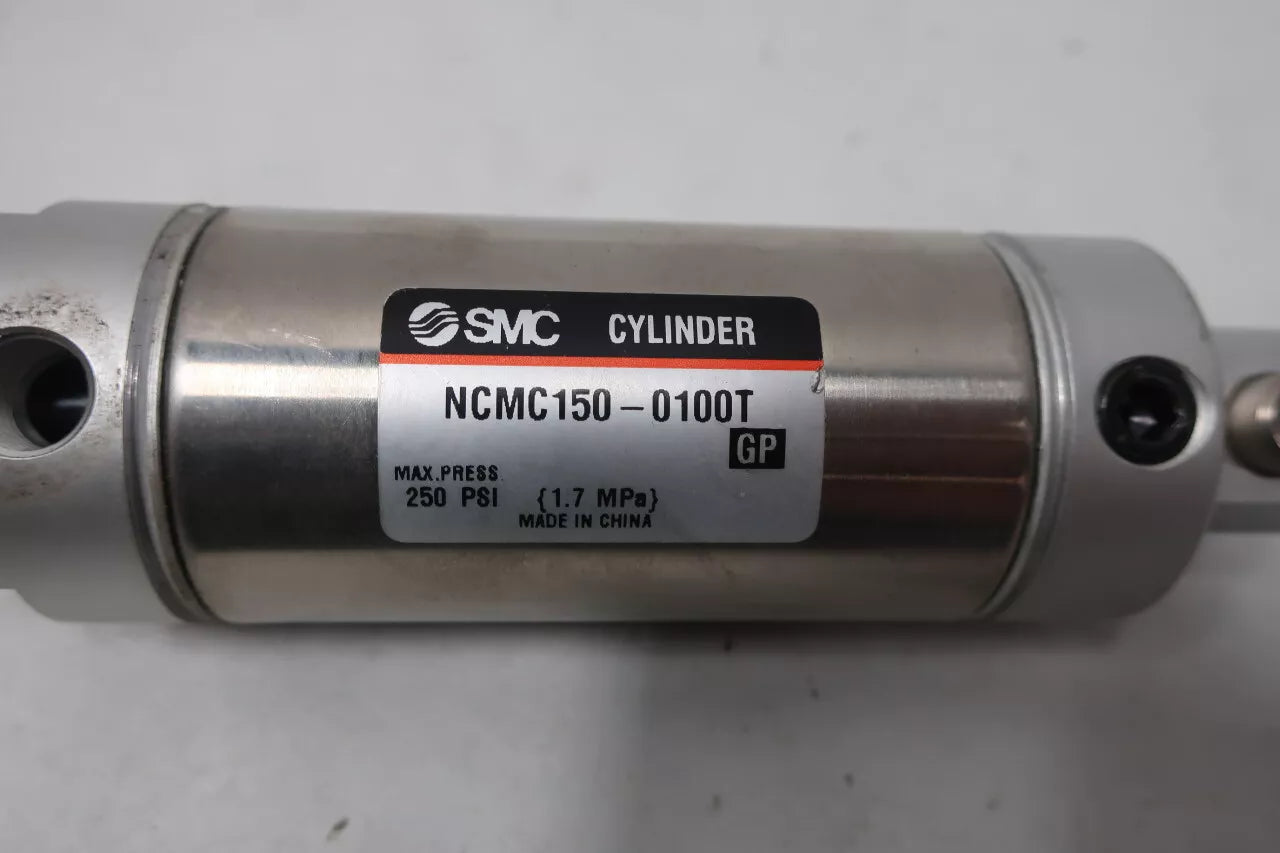 SMC CYLINDER
NCMC150-0100T
GP
MAX.PRESS.
250 PSI {1.7 MPa}
MADE IN CHINA